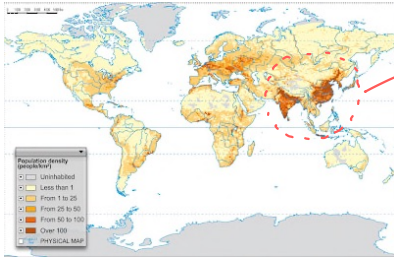 Population density
(people/km²)
Uninhabited
Less than 1
From 1 to 25
From 25 to 50
From 50 to 100
Over 100
PHYSICAL MAP